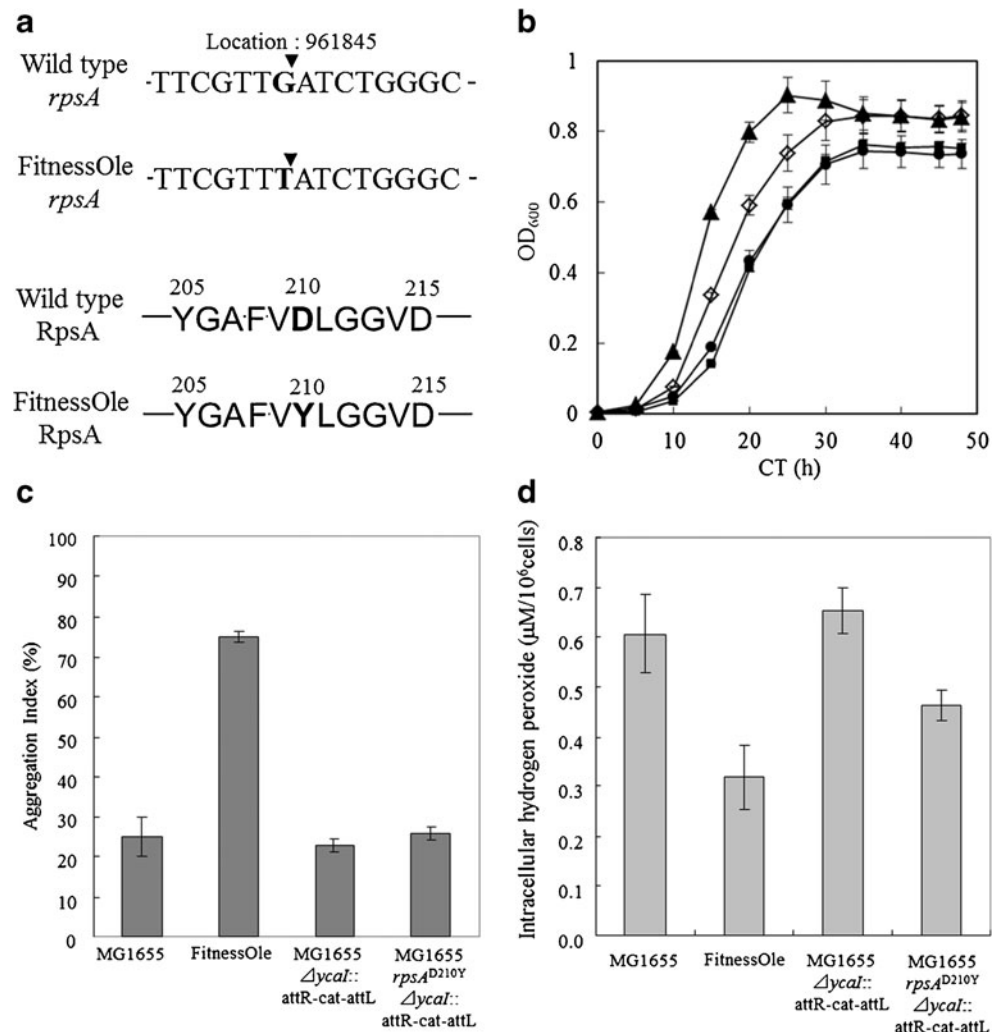 a
Location : 961845
Wild type
rpsA
-TTCGTTGATCTGGGC -
FitnessOle
rpsA
-TTCGTTTATCTGGGC -
205 210 215
Wild type
RpsA
—YGAFVDLGGVD—
205 210 215
FitnessOle
RpsA
—YGAFVYLGGVD—
b
OD600
1
0.8
0.6
0.4
0.2
0
0 10 20 30 40 50
CT (h)
c
Aggregation Index (%)
100
90
80
70
60
50
40
30
20
10
0
MG1655
FitnessOle
MG1655
ΔycaI::
attR-cat-attL
MG1655
rpsAD210Y
ΔycaI::
attR-cat-attL
d
Intracellular hydrogen peroxide (μM/10⁶cells)
0.8
0.7
0.6
0.5
0.4
0.3
0.2
0.1
0.0
MG1655
FitnessOle
MG1655
ΔycaI::
attR-cat-attL
MG1655
rpsAD210Y
ΔycaI::
attR-cat-attL